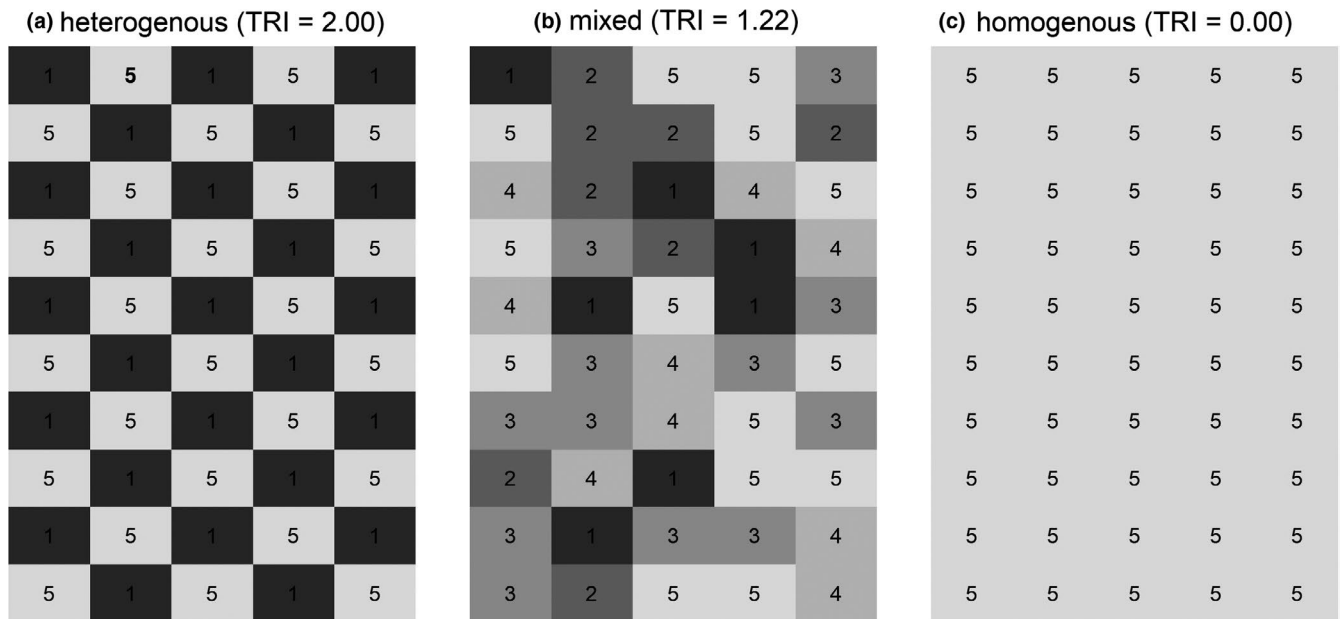 (a) heterogenous (TRI = 2.00) (b) mixed (TRI = 1.22) (c) homogenous (TRI = 0.00)
1 5 1 5 1 1 2 5 5 3 5 5 5 5 5
5 1 5 1 5 5 2 2 5 2 5 5 5 5 5
1 5 1 5 1 4 2 1 4 5 5 5 5 5 5
5 1 5 1 5 5 3 2 1 4 5 5 5 5 5
1 5 1 5 1 4 1 5 1 3 5 5 5 5 5
5 1 5 1 5 5 3 4 3 5 5 5 5 5 5
1 5 1 5 1 3 3 4 5 3 5 5 5 5 5
5 1 5 1 5 2 4 1 5 5 5 5 5 5 5
1 5 1 5 1 3 1 3 3 4 5 5 5 5 5
5 1 5 1 5 3 2 5 5 4 5 5 5 5 5